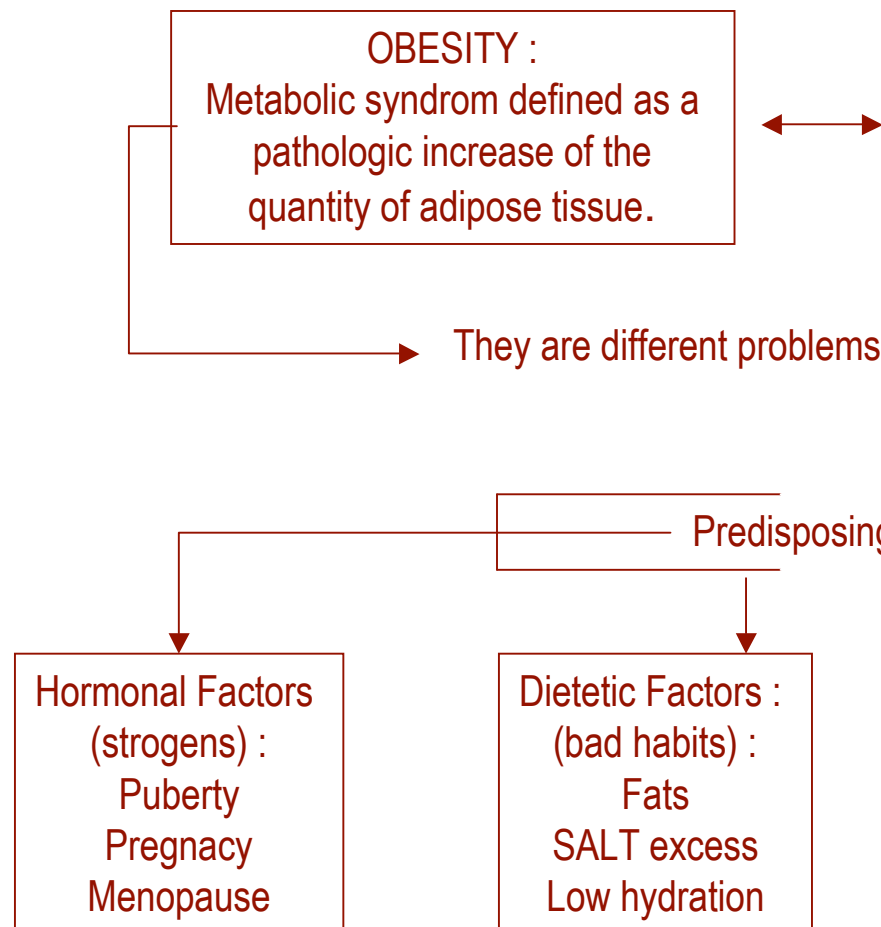 OBESITY :
Metabolic syndrom defined as a
pathologic increase of the
quantity of adipose tissue.
They are different problems
Predisposing
Hormonal Factors
(strogens) :
Puberty
Pregnacy
Menopause
Dietetic Factors :
(bad habits) :
Fats
SALT excess
Low hydration